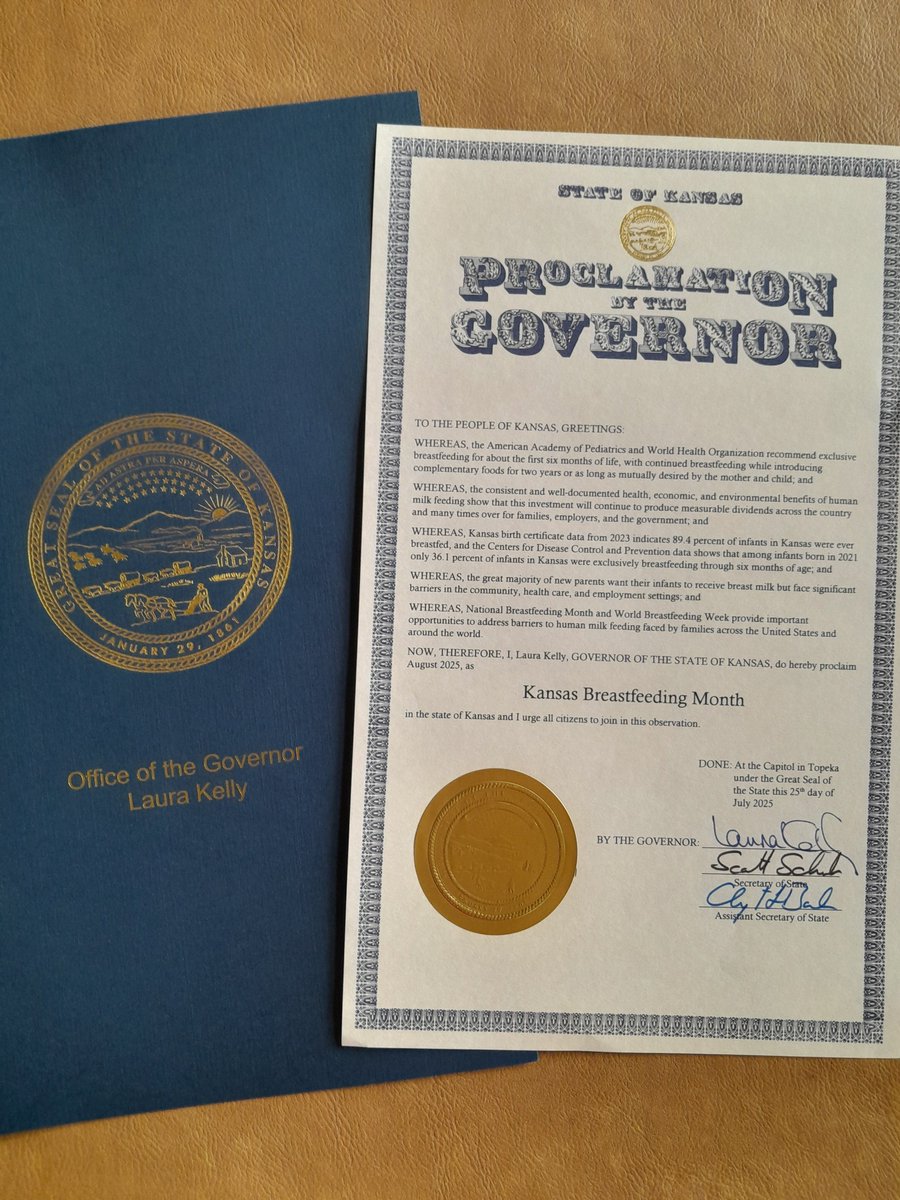 GREAT SEAL OF THE STATE OF KANSAS
AD ASTRA PER ASPERA
JANUARY 29, 1861
Office of the Governor
Laura Kelly
STATE OF KANSAS
PROCLAMATION
BY THE
GOVERNOR
TO THE PEOPLE OF KANSAS, GREETINGS:
WHEREAS, the American Academy of Pediatrics and World Health Organization recommend exclusive
breastfeeding for about the first six months of life, with continued breastfeeding while introducing
complementary foods for two years or as long as mutually desired by the mother and child; and
WHEREAS, the consistent and well-documented health, economic, and environmental benefits of human
milk feeding show that this investment will continue to produce measurable dividends across the country
and many times over for families, employers, and the government; and
WHEREAS, Kansas birth certificate data from 2023 indicates 89.4 percent of infants in Kansas were ever
breastfed, and the Centers for Disease Control and Prevention data shows that among infants born in 2021
only 36.1 percent of infants in Kansas were exclusively breastfeeding through six months of age; and
WHEREAS, the great majority of new parents want their infants to receive breast milk but face significant
barriers in the community, health care, and employment settings; and
WHEREAS, National Breastfeeding Month and World Breastfeeding Week provide important
opportunities to address barriers to human milk feeding faced by families across the United States and
around the world.
NOW, THEREFORE, I, Laura Kelly, GOVERNOR OF THE STATE OF KANSAS, do hereby proclaim
August 2025, as
Kansas Breastfeeding Month
in the state of Kansas and I urge all citizens to join in this observation.
DONE: At the Capitol in Topeka
under the Great Seal of
the State this 25th day of
July 2025
BY THE GOVERNOR: Laura Kelly
Scott Schwab
Secretary of State
Assistant Secretary of State